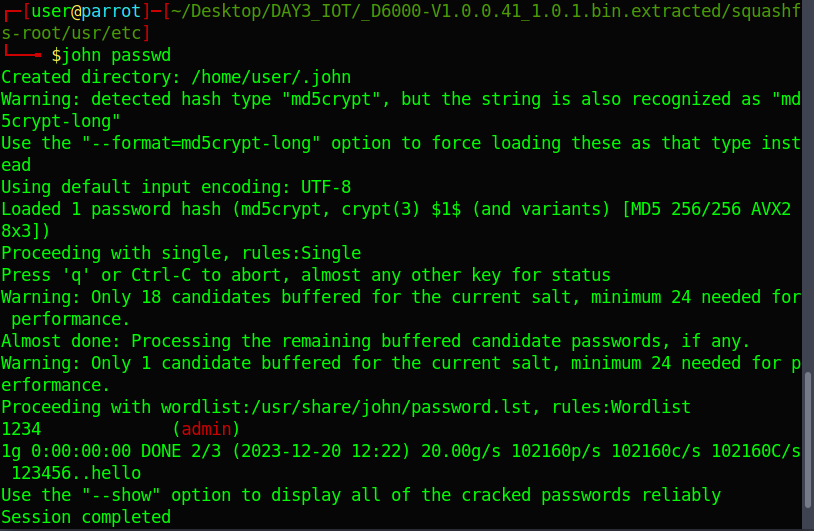 ┌─[user@parrot]─[~/Desktop/DAY3_IOT/_D6000-V1.0.0.41_1.0.1.bin.extracted/squashf
s-root/usr/etc]
└──╼ $john passwd
Created directory: /home/user/.john
Warning: detected hash type "md5crypt", but the string is also recognized as "md
5crypt-long"
Use the "--format=md5crypt-long" option to force loading these as that type inst
ead
Using default input encoding: UTF-8
Loaded 1 password hash (md5crypt, crypt(3) $1$ (and variants) [MD5 256/256 AVX2 
8x3])
Proceeding with single, rules:Single
Press 'q' or Ctrl-C to abort, almost any other key for status
Warning: Only 18 candidates buffered for the current salt, minimum 24 needed for
 performance.
Almost done: Processing the remaining buffered candidate passwords, if any.
Warning: Only 1 candidate buffered for the current salt, minimum 24 needed for p
erformance.
Proceeding with wordlist:/usr/share/john/password.lst, rules:Wordlist
1234             (admin)
1g 0:00:00:00 DONE 2/3 (2023-12-20 12:22) 20.00g/s 102160p/s 102160c/s 102160C/s
 123456..hello
Use the "--show" option to display all of the cracked passwords reliably
Session completed